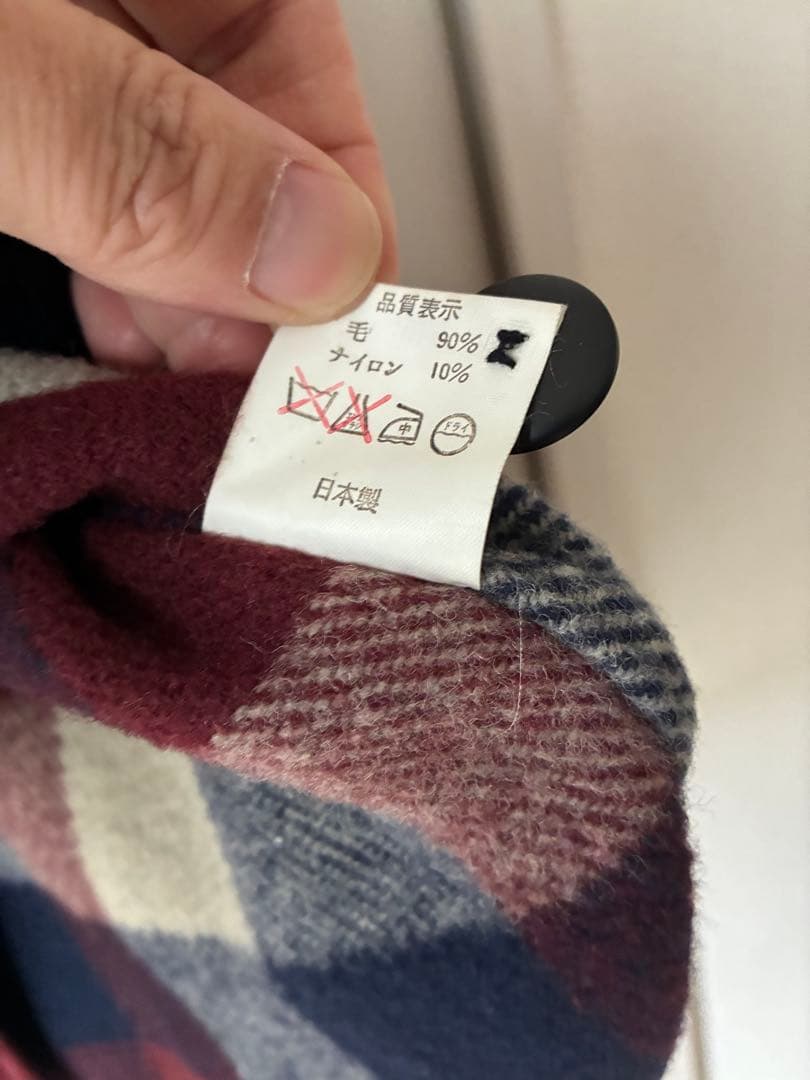 品質表示
毛 90%
ナイロン 10%
中 ドライ
日本製